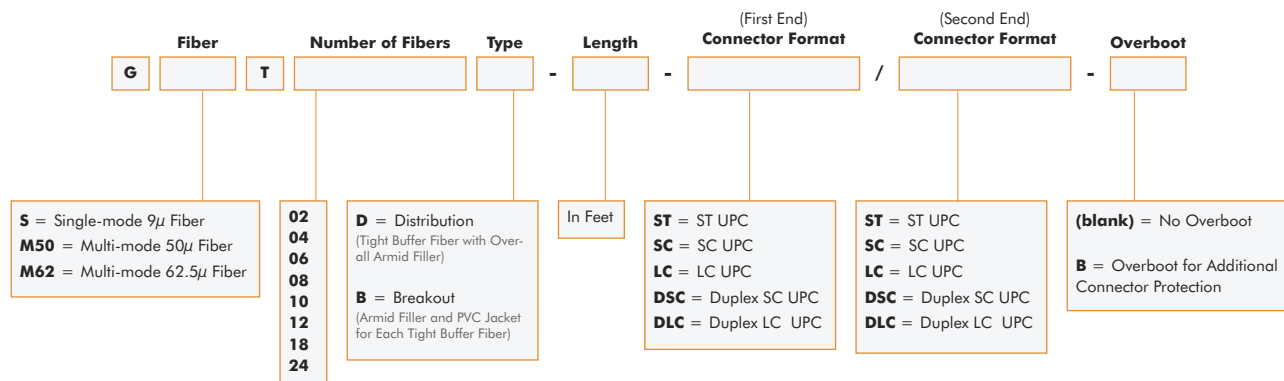 (First End)
(Second End)
Fiber
Number of Fibers
Type
Length
Connector Format
Connector Format
Overboot
G
T
-
-
/
-
S = Single-mode 9µ Fiber
M50 = Multi-mode 50µ Fiber
M62 = Multi-mode 62.5µ Fiber
02
04
06
08
10
12
18
24
D = Distribution
(Tight Buffer Fiber with Over-
all Armid Filler)
B = Breakout
(Armid Filler and PVC Jacket
for Each Tight Buffer Fiber)
In Feet
ST = ST UPC
SC = SC UPC
LC = LC UPC
DSC = Duplex SC UPC
DLC = Duplex LC UPC
ST = ST UPC
SC = SC UPC
LC = LC UPC
DSC = Duplex SC UPC
DLC = Duplex LC UPC
(blank) = No Overboot
B = Overboot for Additional
Connector Protection